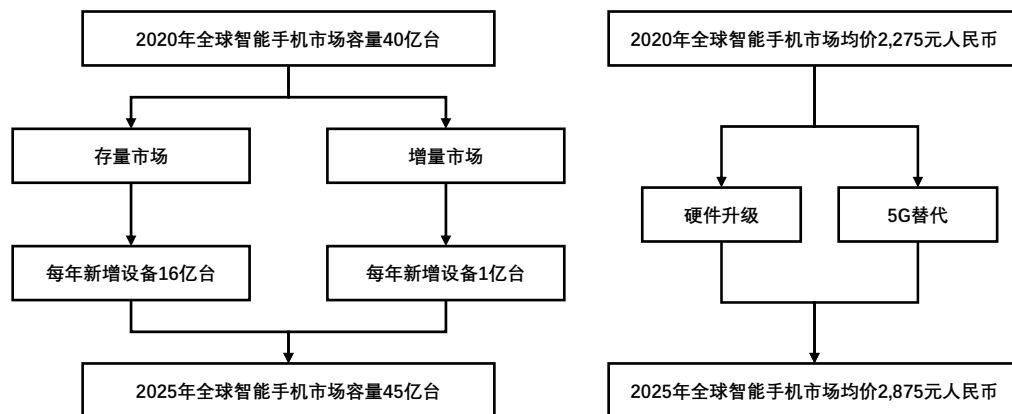 2020年全球智能手机市场容量40亿台
2020年全球智能手机市场均价2,275元人民币
存量市场
增量市场
硬件升级
5G替代
每年新增设备16亿台
每年新增设备1亿台
2025年全球智能手机市场容量45亿台
2025年全球智能手机市场均价2,875元人民币